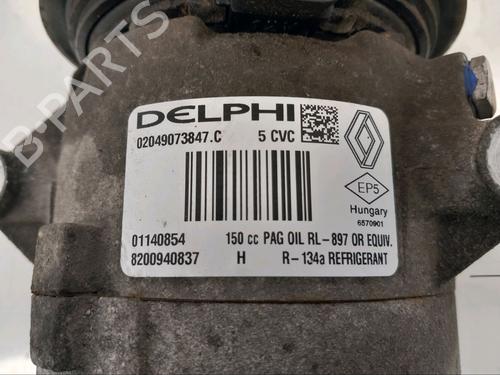 DELPHI
02049073847.C 5 CVC
EP5
Hungary
6570901
01140854 150 cc PAG OIL RL-897 OR EQUIV.
8200940837 H R-134a REFRIGERANT
B-PARTS